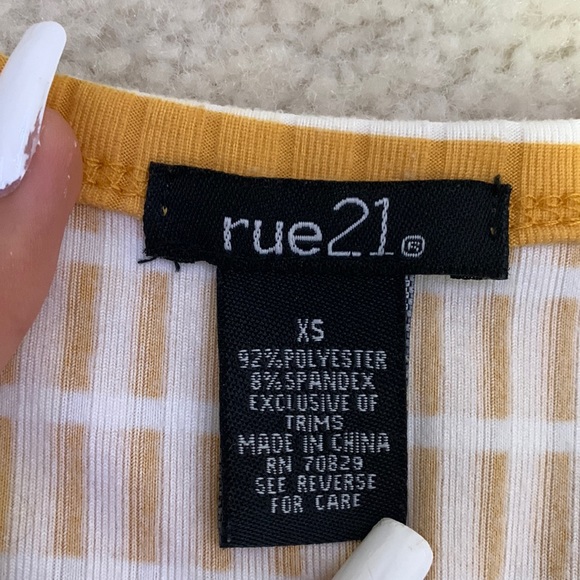 rue21®
XS
92%POLYESTER
8%SPANDEX
EXCLUSIVE OF
TRIMS
MADE IN CHINA
RN 70829
SEE REVERSE
FOR CARE